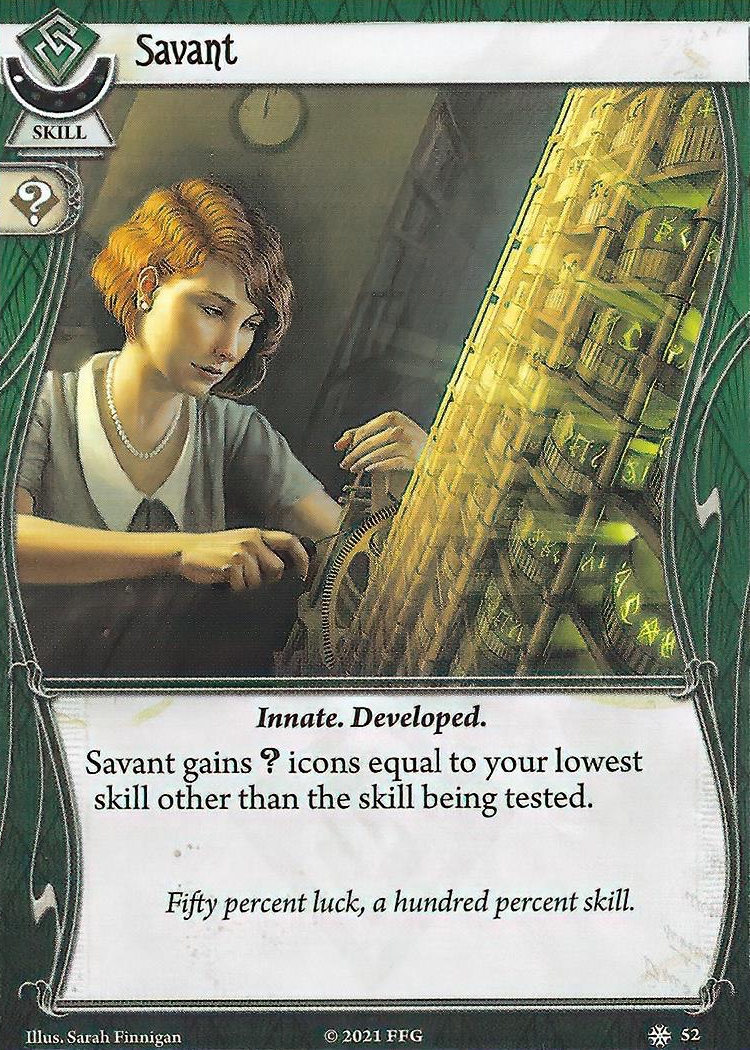 Savant
SKILL
?
Innate. Developed.
Savant gains ? icons equal to your lowest
skill other than the skill being tested.
Fifty percent luck, a hundred percent skill.
Illus. Sarah Finnigan
© 2021 FFG
52